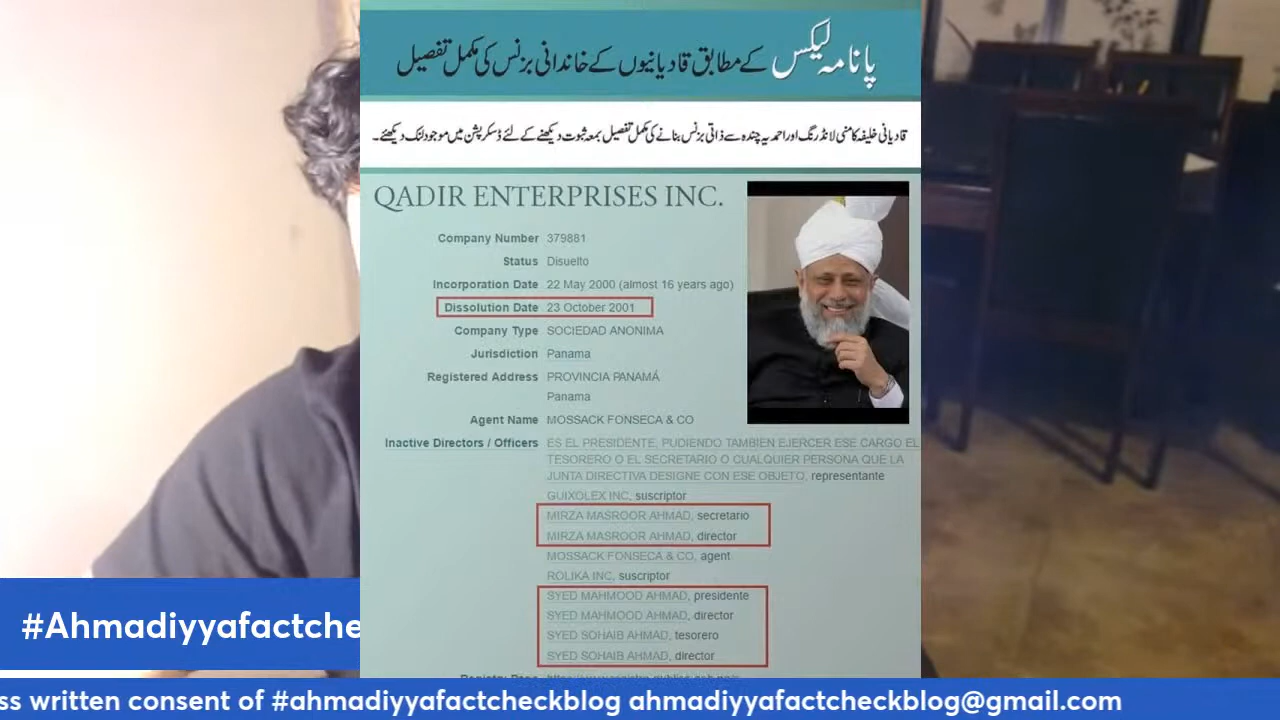 پانامہ لیکس کے مطابق قادیانیوں کے خاندانی بزنس کی مکمل تفصیل
قادیانی خلیفہ کا منی لانڈرنگ اور احمدیہ چندہ سے ذاتی بزنس بنانے کی مکمل تفصیل بمعہ ثبوت دیکھنے کے لئے ڈسکرپشن میں موجود لنک دیکھئے۔
QADIR ENTERPRISES INC.
Company Number 379881
Status Disuelto
Incorporation Date 22 May 2000 (almost 16 years ago)
Dissolution Date 23 October 2001
Company Type SOCIEDAD ANONIMA
Jurisdiction Panama
Registered Address PROVINCIA PANAMÁ
Panama
Agent Name MOSSACK FONSECA & CO
Inactive Directors / Officers ES EL PRESIDENTE, PUDIENDO TAMBIEN EJERCER ESE CARGO EL
TESORERO O EL SECRETARIO O CUALQUIER PERSONA QUE LA
JUNTA DIRECTIVA DESIGNE CON ESE OBJETO, representante
GUIXOLEX INC, suscriptor
MIRZA MASROOR AHMAD, secretario
MIRZA MASROOR AHMAD, director
MOSSACK FONSECA & CO, agent
ROLIKA INC, suscriptor
SYED MAHMOOD AHMAD, presidente
SYED MAHMOOD AHMAD, director
SYED SOHAIB AHMAD, tesorero
SYED SOHAIB AHMAD, director
#Ahmadiyyafactche
ss written consent of #ahmadiyyafactcheckblog ahmadiyyafactcheckblog@gmail.com